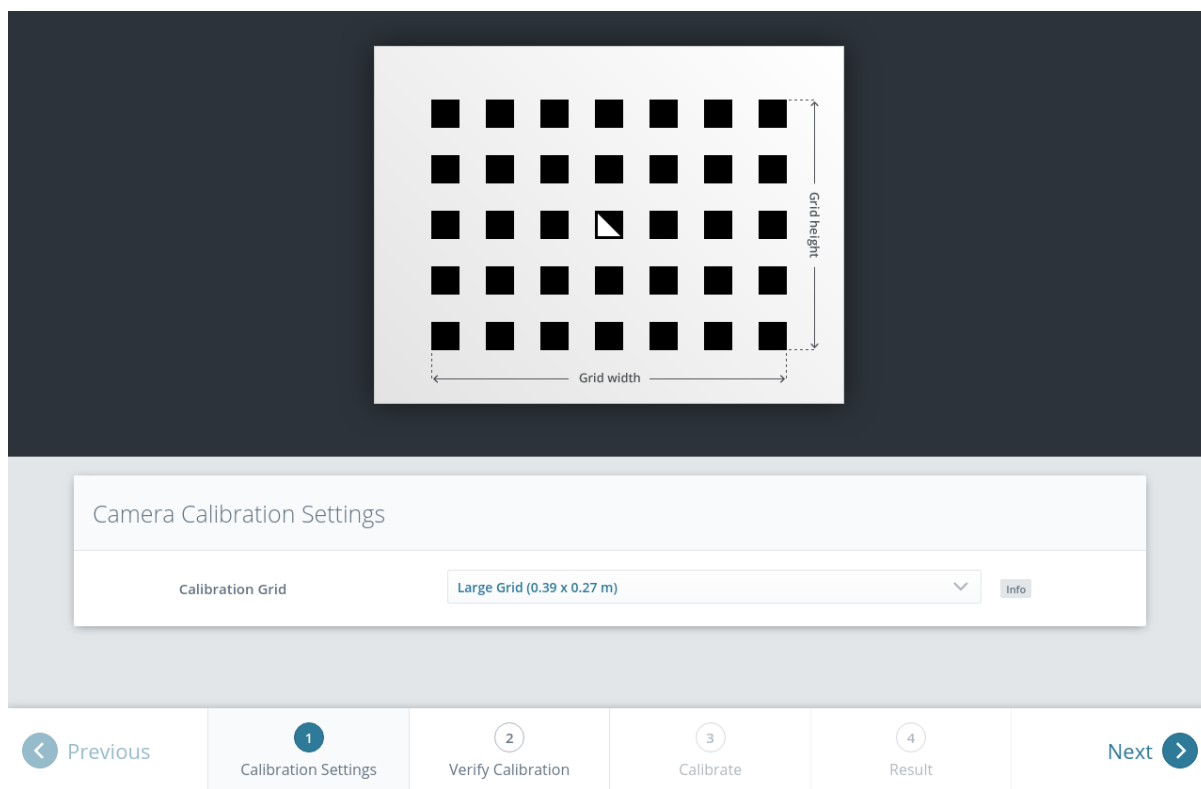 Grid height
Grid width
Camera Calibration Settings
Calibration Grid
Large Grid (0.39 x 0.27 m)
Info
Previous
1
Calibration Settings
2
Verify Calibration
3
Calibrate
4
Result
Next